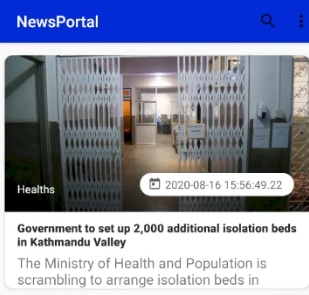 NewsPortal
Healths
2020-08-16 15:56:49.22
Government to set up 2,000 additional isolation beds
in Kathmandu Valley
The Ministry of Health and Population is
scrambling to arrange isolation beds in